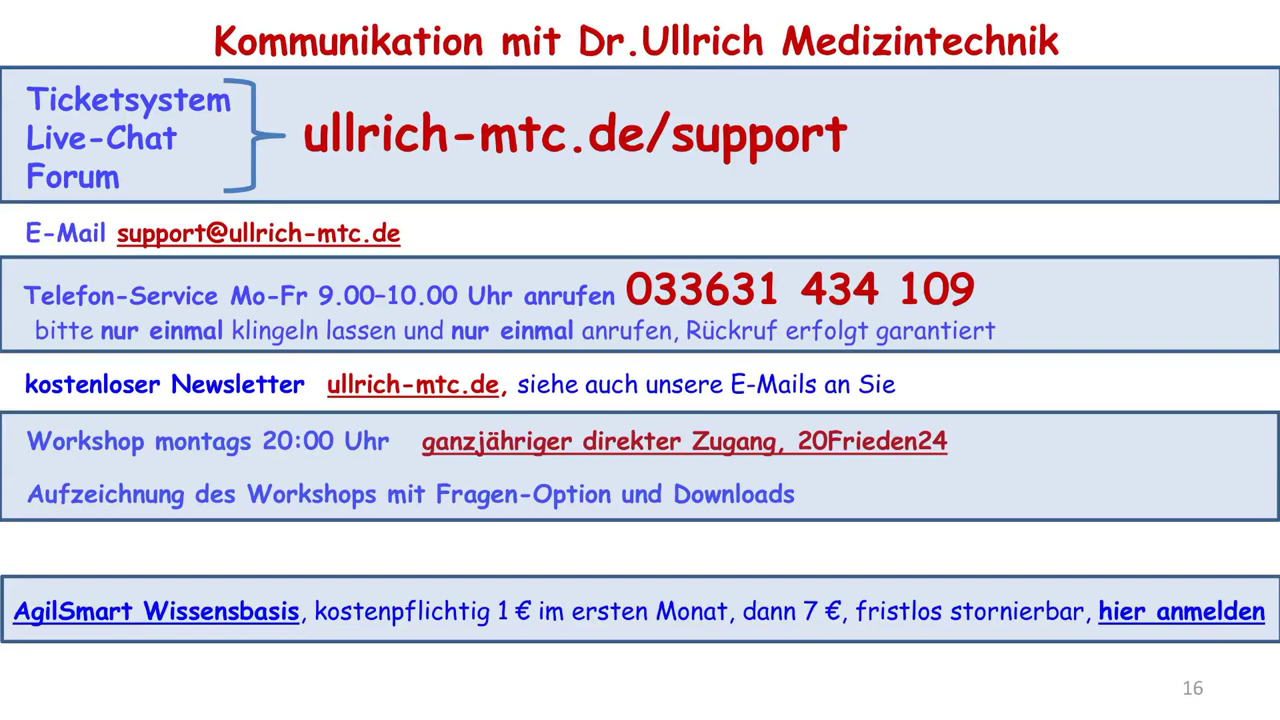 Kommunikation mit Dr.Ullrich Medizintechnik
Ticketsystem
Live-Chat
Forum
ullrich-mtc.de/support
E-Mail support@ullrich-mtc.de
Telefon-Service Mo-Fr 9.00–10.00 Uhr anrufen 033631 434 109
bitte nur einmal klingeln lassen und nur einmal anrufen, Rückruf erfolgt garantiert
kostenloser Newsletter ullrich-mtc.de, siehe auch unsere E-Mails an Sie
Workshop montags 20:00 Uhr ganzjähriger direkter Zugang, 20Frieden24
Aufzeichnung des Workshops mit Fragen-Option und Downloads
AgilSmart Wissensbasis, kostenpflichtig 1 € im ersten Monat, dann 7 €, fristlos stornierbar, hier anmelden
16